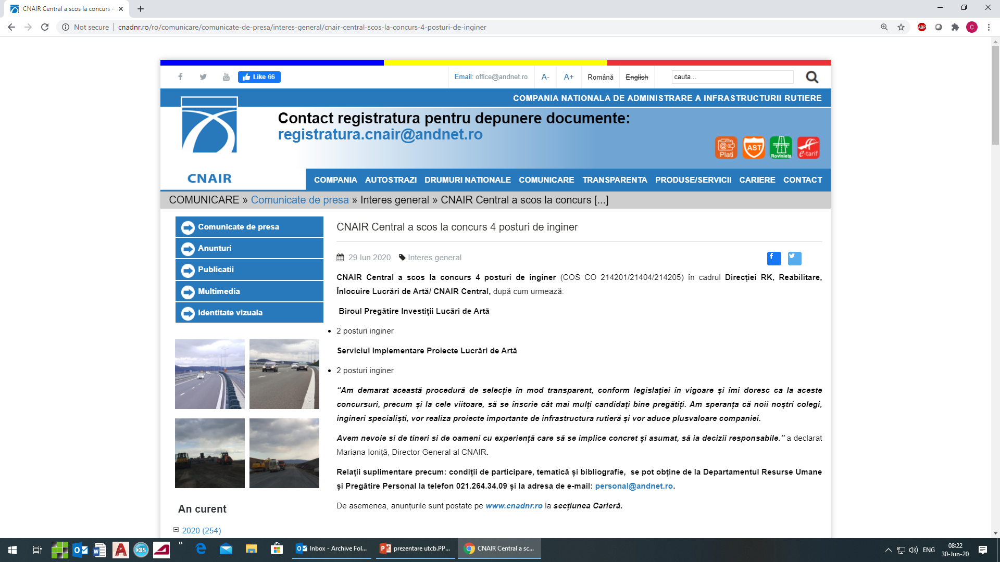 CNAIR Central a scos la concurs
Not secure
cnadnr.ro/ro/comunicare/comunicate-de-presa/interes-general/cnair-central-scos-la-concurs-4-posturi-de-inginer
ABP
C
Like 66
Email: office@andnet.ro
A-
A+
Română
English
cauta...
COMPANIA NATIONALA DE ADMINISTRARE A INFRASTRUCTURII RUTIERE
Contact registratura pentru depunere documente:
registratura.cnair@andnet.ro
Plati
AST
Rovinieta
e-tarif
CNAIR
COMPANIA AUTOSTRAZI DRUMURI NATIONALE COMUNICARE TRANSPARENTA PRODUSE/SERVICII CARIERE CONTACT
COMUNICARE » Comunicate de presa » Interes general » CNAIR Central a scos la concurs [...]
Comunicate de presa
Anunturi
Publicatii
Multimedia
Identitate vizuala
An curent
2020 (254)
CNAIR Central a scos la concurs 4 posturi de inginer
29 Iun 2020 Interes general
CNAIR Central a scos la concurs 4 posturi de inginer (COS CO 214201/21404/214205) în cadrul Direcției RK, Reabilitare,
Înlocuire Lucrări de Artă/ CNAIR Central, după cum urmează:
Biroul Pregătire Investiții Lucări de Artă
• 2 posturi inginer
Serviciul Implementare Proiecte Lucrări de Artă
• 2 posturi inginer
“Am demarat această procedură de selecție în mod transparent, conform legislației în vigoare și îmi doresc ca la aceste
concursuri, precum și la cele viitoare, să se înscrie cât mai mulți candidați bine pregătiți. Am speranța că noii noștri colegi,
ingineri specialiști, vor realiza proiecte importante de infrastructura rutieră și vor aduce plusvaloare companiei.
Avem nevoie si de tineri si de oameni cu experiență care să se implice concret și asumat, să ia decizii responsabile.’’ a declarat
Mariana Ioniță, Director General al CNAIR.
Relații suplimentare precum: condiții de participare, tematică și bibliografie, se pot obține de la Departamentul Resurse Umane
și Pregătire Personal la telefon 021.264.34.09 și la adresa de e-mail: personal@andnet.ro.
De asemenea, anunțurile sunt postate pe www.cnadnr.ro la secțiunea Carieră.
Inbox - Archive Fol...
prezentare utcb.PP...
CNAIR Central a sc...
ENG
08:22
30-Jun-20